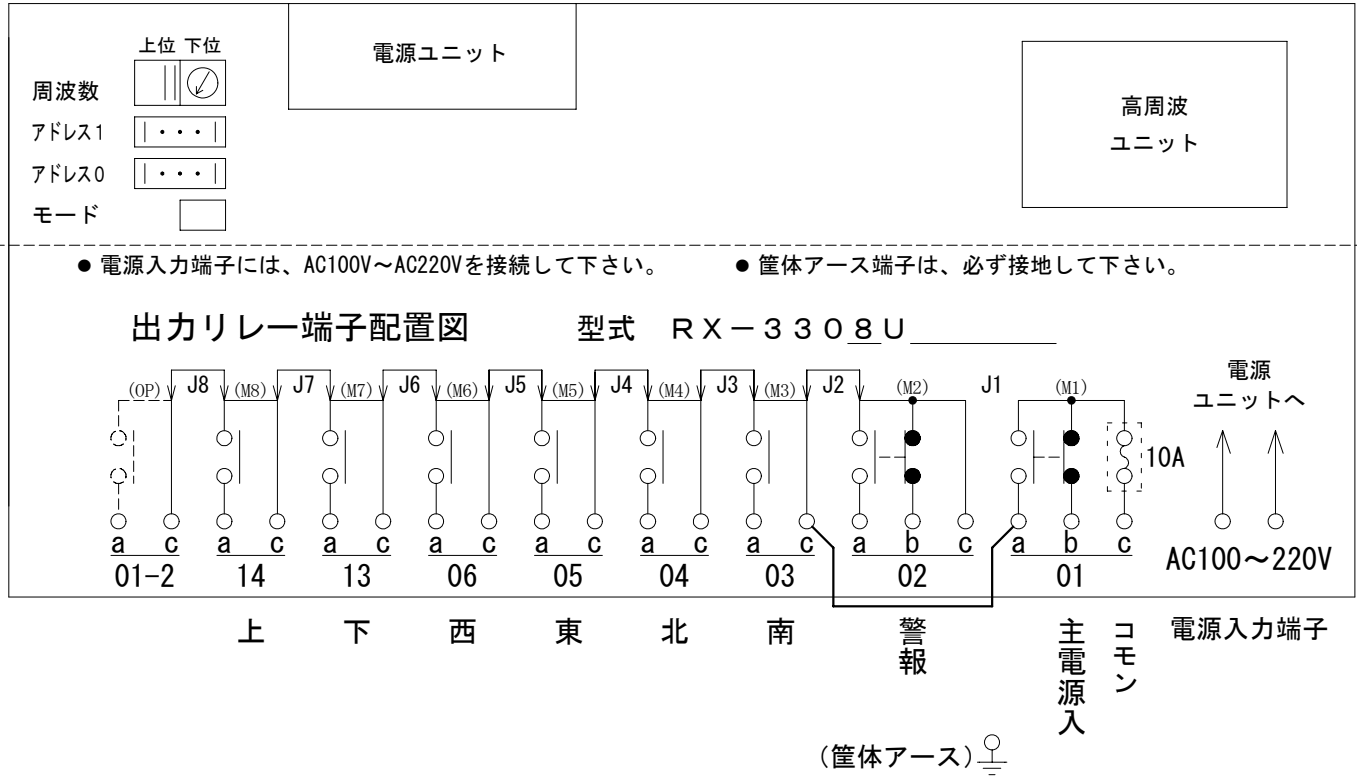 上位 下位
周波数
アドレス1
アドレス0
モード
電源ユニット
高周波
ユニット
● 電源入力端子には、AC100V～AC220Vを接続して下さい。
● 筐体アース端子は、必ず接地して下さい。
出力リレー端子配置図 型式 RX－3308U
(OP) J8 (M8) J7 (M7) J6 (M6) J5 (M5) J4 (M4) J3 (M3) J2 (M2) J1 (M1)
電源
ユニットへ
10A
a c a c a c a c a c a c a c a b c a b c
01-2 14 13 06 05 04 03 02 01
AC100～220V
上 下 西 東 北 南 警報 主電源入 コモン 電源入力端子
(筐体アース)